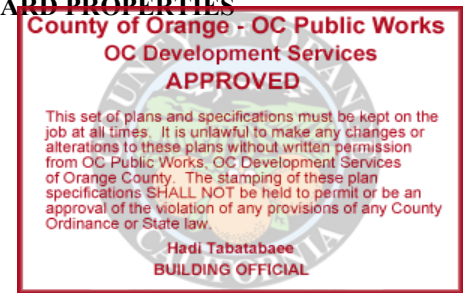 ARD PROPERTIES
County of Orange - OC Public Works
OC Development Services
APPROVED
This set of plans and specifications must be kept on the
job at all times. It is unlawful to make any changes or
alterations to these plans without written permission
from OC Public Works, OC Development Services
of Orange County. The stamping of these plan
specifications SHALL NOT be held to permit or be an
approval of the violation of any provisions of any County
Ordinance or State law.
Hadi Tabatabaee
BUILDING OFFICIAL